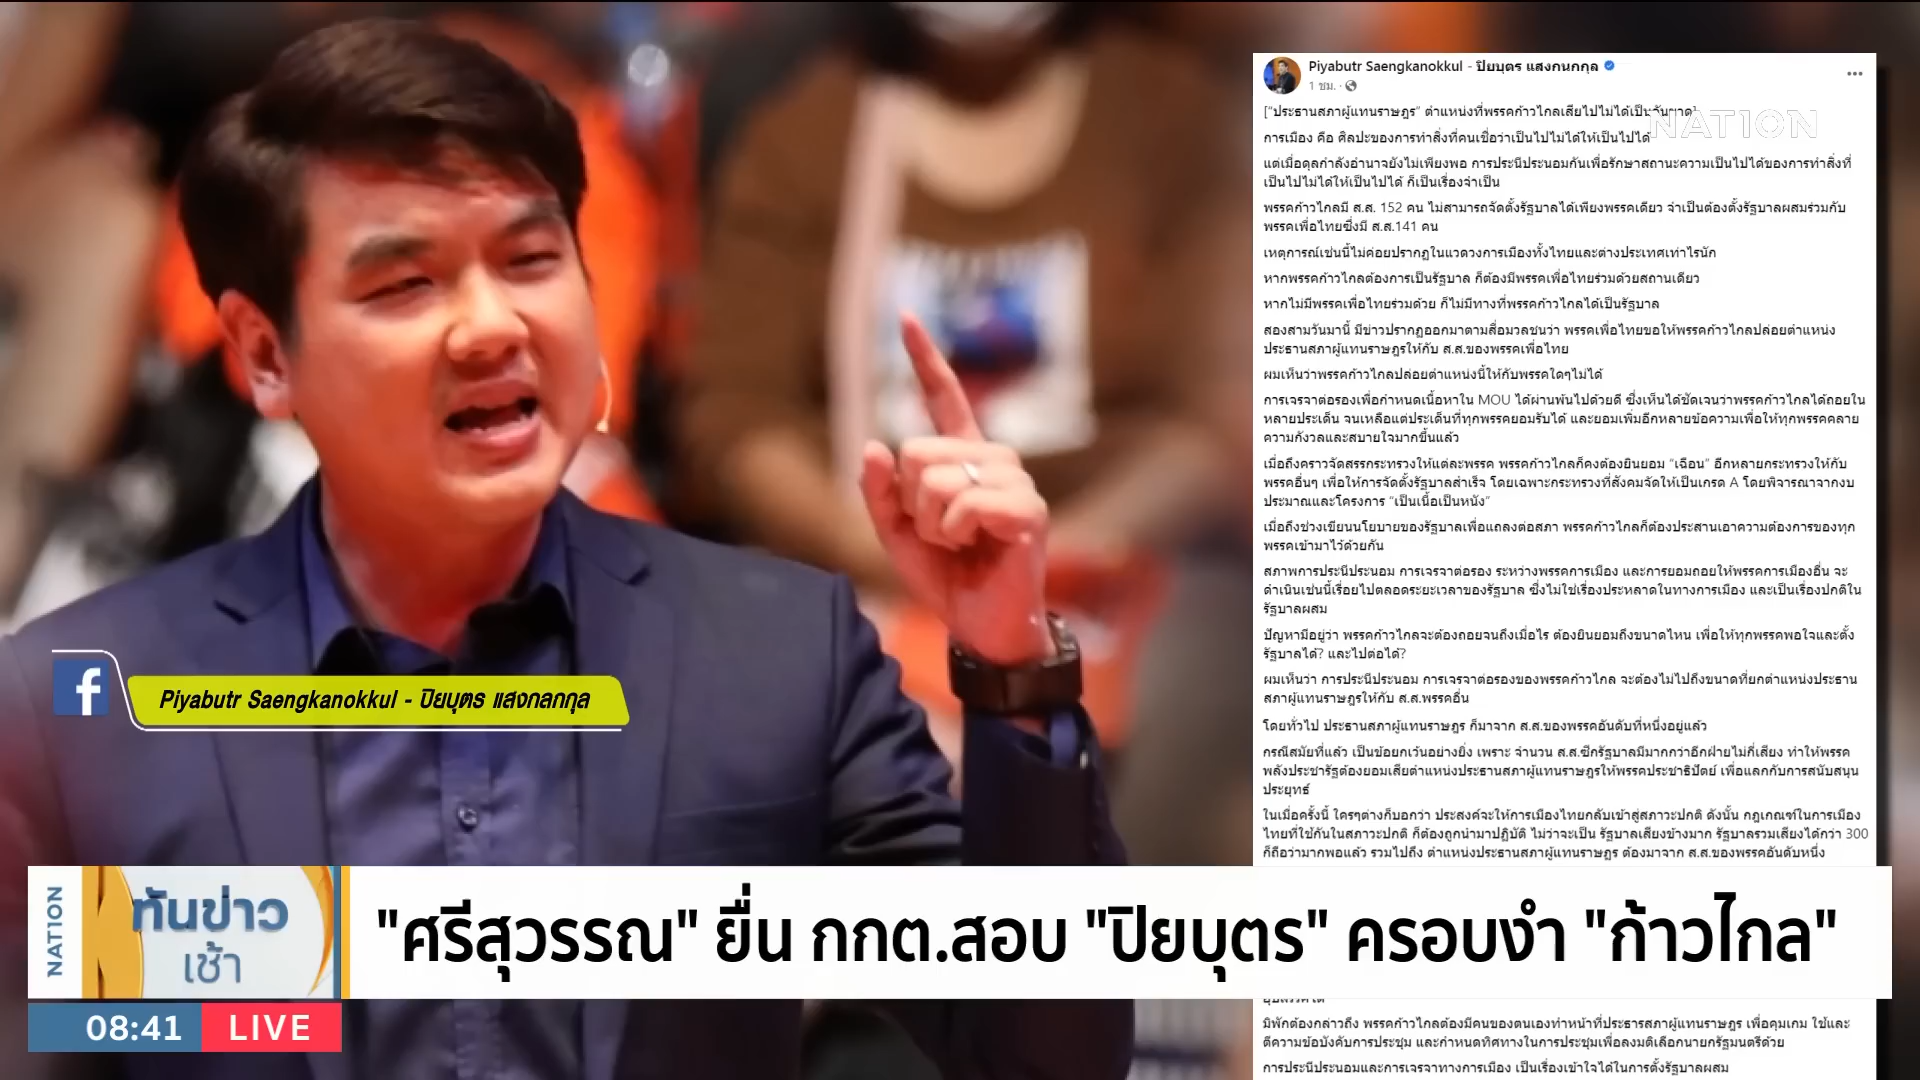 Piyabutr Saengkanokkul - ปิยบุตร แสงกนกกุล
1 ชม.
["ประธานสภาผู้แทนราษฎร" ตำแหน่งที่พรรคก้าวไกลเสียไปไม่ได้เป็นอันขาด]
NATION
การเมือง คือ ศิลปะของการทำสิ่งที่คนเชื่อว่าเป็นไปไม่ได้ให้เป็นไปได้
แต่เมื่อดุลกำลังอำนาจยังไม่เพียงพอ การประนีประนอมกันเพื่อรักษาสถานะความเป็นไปได้ของการทำสิ่งที่
เป็นไปไม่ได้ให้เป็นไปได้ ก็เป็นเรื่องจำเป็น
พรรคก้าวไกลมี ส.ส. 152 คน ไม่สามารถจัดตั้งรัฐบาลได้เพียงพรรคเดียว จำเป็นต้องตั้งรัฐบาลผสมร่วมกับ
พรรคเพื่อไทยซึ่งมี ส.ส.141 คน
เหตุการณ์เช่นนี้ไม่ค่อยปรากฏในแวดวงการเมืองทั้งไทยและต่างประเทศเท่าไรนัก
หากพรรคก้าวไกลต้องการเป็นรัฐบาล ก็ต้องมีพรรคเพื่อไทยร่วมด้วยสถานเดียว
หากไม่มีพรรคเพื่อไทยร่วมด้วย ก็ไม่มีทางที่พรรคก้าวไกลได้เป็นรัฐบาล
สองสามวันมานี้ มีข่าวปรากฏออกมาตามสื่อมวลชนว่า พรรคเพื่อไทยขอให้พรรคก้าวไกลปล่อยตำแหน่ง
ประธานสภาผู้แทนราษฎรให้กับ ส.ส.ของพรรคเพื่อไทย
ผมเห็นว่าพรรคก้าวไกลปล่อยตำแหน่งนี้ให้กับพรรคใดๆไม่ได้
การเจรจาต่อรองเพื่อกำหนดเนื้อหาใน MOU ได้ผ่านพ้นไปด้วยดี ซึ่งเห็นได้ชัดเจนว่าพรรคก้าวไกลได้ถอยใน
หลายประเด็น จนเหลือแต่ประเด็นที่ทุกพรรคยอมรับได้ และยอมเพิ่มอีกหลายข้อความเพื่อให้ทุกพรรคคลาย
ความกังวลและสบายใจมากขึ้นแล้ว
เมื่อถึงคราวจัดสรรกระทรวงให้แต่ละพรรค พรรคก้าวไกลก็คงต้องยินยอม "เฉือน" อีกหลายกระทรวงให้กับ
พรรคอื่นๆ เพื่อให้การจัดตั้งรัฐบาลสำเร็จ โดยเฉพาะกระทรวงที่สังคมจัดให้เป็นเกรด A โดยพิจารณาจากงบ
ประมาณและโครงการ "เป็นเนื้อเป็นหนัง"
เมื่อถึงช่วงเขียนนโยบายของรัฐบาลเพื่อแถลงต่อสภา พรรคก้าวไกลก็ต้องประสานเอาความต้องการของทุก
พรรคเข้ามาไว้ด้วยกัน
สภาพการประนีประนอม การเจรจาต่อรอง ระหว่างพรรคการเมือง และการยอมถอยให้พรรคการเมืองอื่น จะ
ดำเนินเช่นนี้เรื่อยไปตลอดระยะเวลาของรัฐบาล ซึ่งไม่ใช่เรื่องประหลาดในทางการเมือง และเป็นเรื่องปกติใน
รัฐบาลผสม
ปัญหามีอยู่ว่า พรรคก้าวไกลจะต้องถอยจนถึงเมื่อไร ต้องยินยอมถึงขนาดไหน เพื่อให้ทุกพรรคพอใจและตั้ง
รัฐบาลได้? และไปต่อได้?
ผมเห็นว่า การประนีประนอม การเจรจาต่อรองของพรรคก้าวไกล จะต้องไม่ไปถึงขนาดที่ยกตำแหน่งประธาน
สภาผู้แทนราษฎรให้กับ ส.ส.พรรคอื่น
โดยทั่วไป ประธานสภาผู้แทนราษฎร ก็มาจาก ส.ส.ของพรรคอันดับที่หนึ่งอยู่แล้ว
กรณีสมัยที่แล้ว เป็นข้อยกเว้นอย่างยิ่ง เพราะ จำนวน ส.ส.ซีกรัฐบาลมีมากกว่าอีกฝ่ายไม่กี่เสียง ทำให้พรรค
พลังประชารัฐต้องยอมเสียตำแหน่งประธานสภาผู้แทนราษฎรให้พรรคประชาธิปัตย์ เพื่อแลกกับการสนับสนุน
ประยุทธ์
ในเมื่อครั้งนี้ ใครๆต่างก็บอกว่า ประสงค์จะให้การเมืองไทยกลับเข้าสู่สภาวะปกติ ดังนั้น กฎเกณฑ์ในการเมือง
ไทยที่ใช้กันในสภาวะปกติ ก็ต้องถูกนำมาปฏิบัติ ไม่ว่าจะเป็น รัฐบาลเสียงข้างมาก รัฐบาลรวมเสียงได้กว่า 300
ก็ถือว่ามากพอแล้ว รวมไปถึง ตำแหน่งประธานสภาผู้แทนราษฎร ต้องมาจาก ส.ส.ของพรรคอันดับหนึ่ง
f
Piyabutr Saengkanokkul - ปิยบุตร แสงกลกกุล
NATION
ทันข่าว
เช้า
"ศรีสุวรรณ" ยื่น กกต.สอบ "ปิยบุตร" ครอบงำ "ก้าวไกล"
08:41 LIVE
มิพักต้องกล่าวถึง พรรคก้าวไกลต้องมีคนของตนเองทำหน้าที่ประธารสภาผู้แทนราษฎร เพื่อคุมเกม ใช้และ
ตีความข้อบังคับการประชุม และกำหนดทิศทางในการประชุมเพื่อลงมติเลือกนายกรัฐมนตรีด้วย
การประนีประนอมและการเจรจาทางการเมือง เป็นเรื่องเข้าใจได้ในการตั้งรัฐบาลผสม